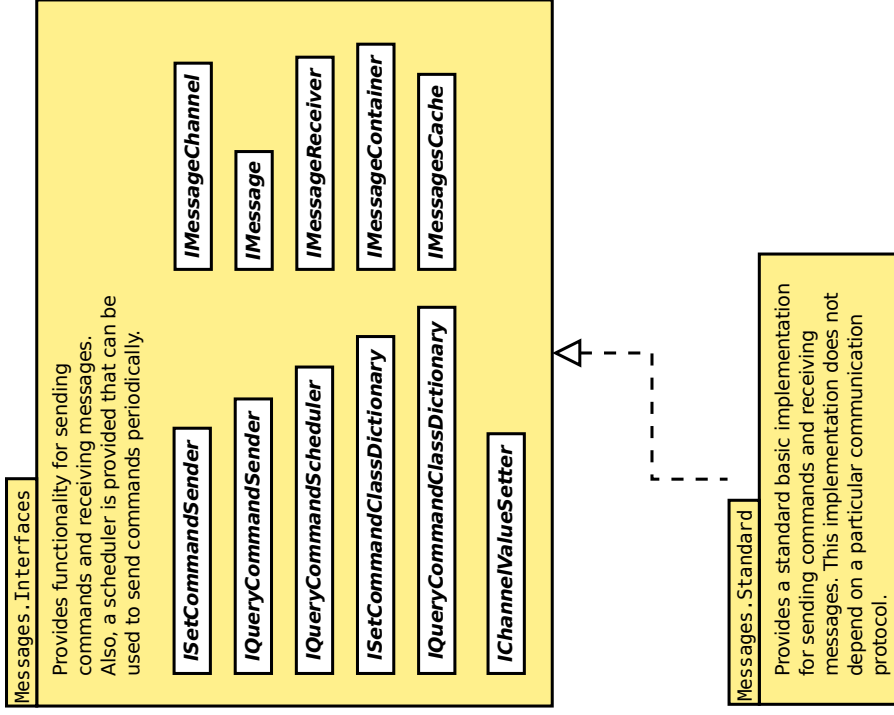 Messages.Interfaces
Provides functionality for sending
commands and receiving messages.
Also, a scheduler is provided that can be
used to send commands periodically.
ISetCommandSender
IQueryCommandSender
IQueryCommandScheduler
ISetCommandClassDictionary
IQueryCommandClassDictionary
IChannelValueSetter
IMessageChannel
IMessage
IMessageReceiver
IMessageContainer
IMessagesCache
Messages.Standard
Provides a standard basic implementation
for sending commands and receiving
messages. This implementation does not
depend on a particular communication
protocol.